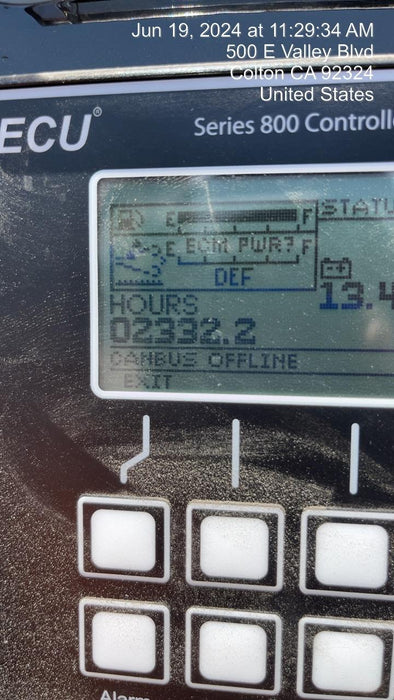 Jun 19, 2024 at 11:29:34 AM
500 E Valley Blvd
Colton CA 92324
United States
ECU®
Series 800 Controlle
E F STATU
E ECM PWR? F
DEF
13.4
HOURS
02332.2
CANBUS OFFLINE
EXIT
Alarm